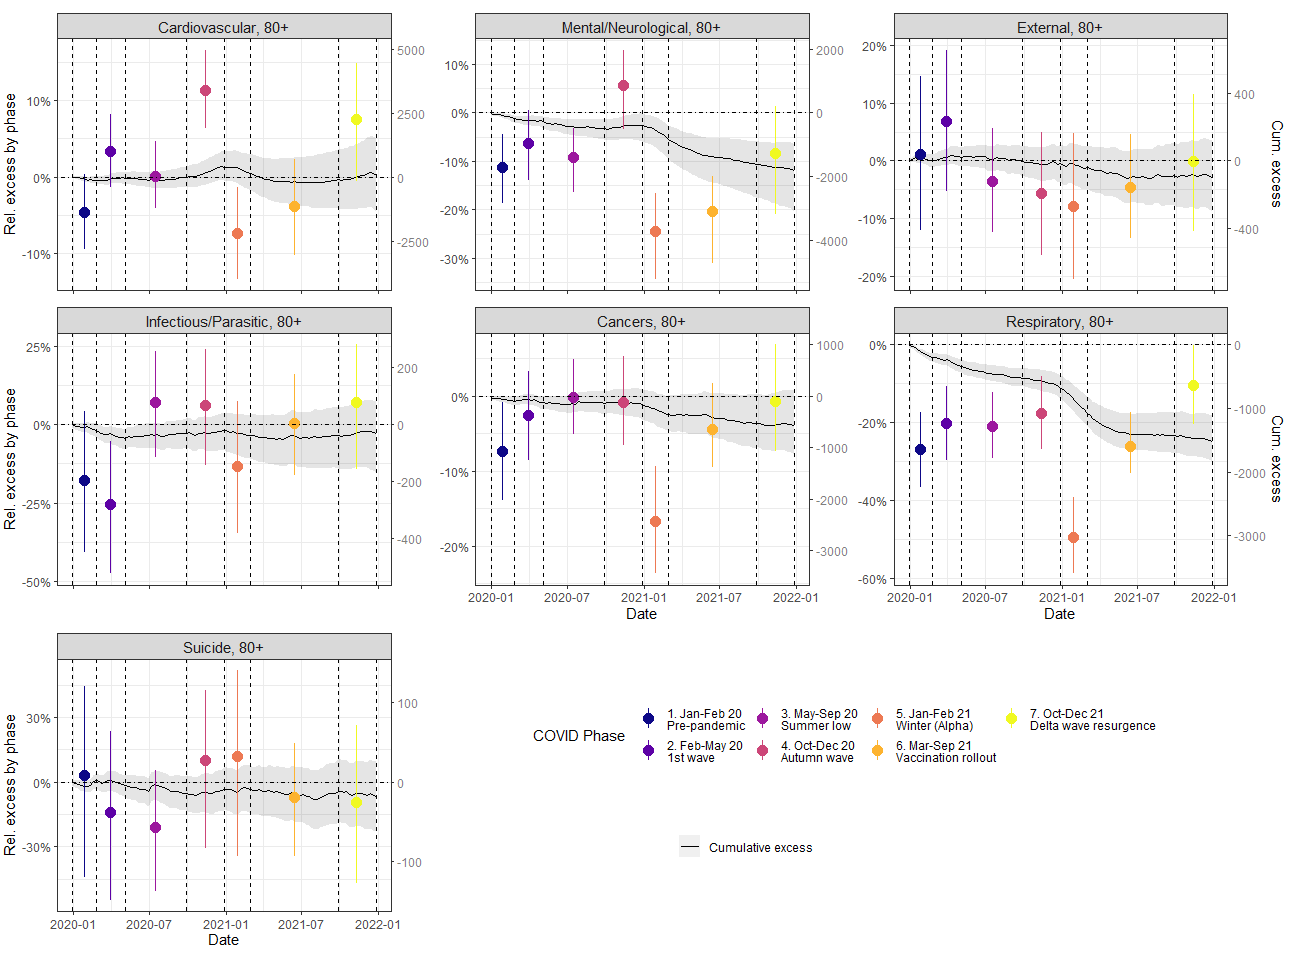 Cardiovascular, 80+
Mental/Neurological, 80+
External, 80+
Rel. excess by phase
10%
0%
-10%
5000
2500
0
-2500
10%
0%
-10%
-20%
-30%
2000
0
-2000
-4000
20%
10%
0%
-10%
-20%
400
0
-400
Cum. excess
Infectious/Parasitic, 80+
Cancers, 80+
Respiratory, 80+
Rel. excess by phase
25%
0%
-25%
-50%
200
0
-200
-400
0%
-10%
-20%
1000
0
-1000
-2000
-3000
0%
-20%
-40%
-60%
0
-1000
-2000
-3000
Cum. excess
2020-01 2020-07 2021-01 2021-07 2022-01
Date
2020-01 2020-07 2021-01 2021-07 2022-01
Date
Suicide, 80+
Rel. excess by phase
30%
0%
-30%
100
0
-100
2020-01 2020-07 2021-01 2021-07 2022-01
Date
COVID Phase
1. Jan-Feb 20
Pre-pandemic
2. Feb-May 20
1st wave
3. May-Sep 20
Summer low
4. Oct-Dec 20
Autumn wave
5. Jan-Feb 21
Winter (Alpha)
6. Mar-Sep 21
Vaccination rollout
7. Oct-Dec 21
Delta wave resurgence
Cumulative excess